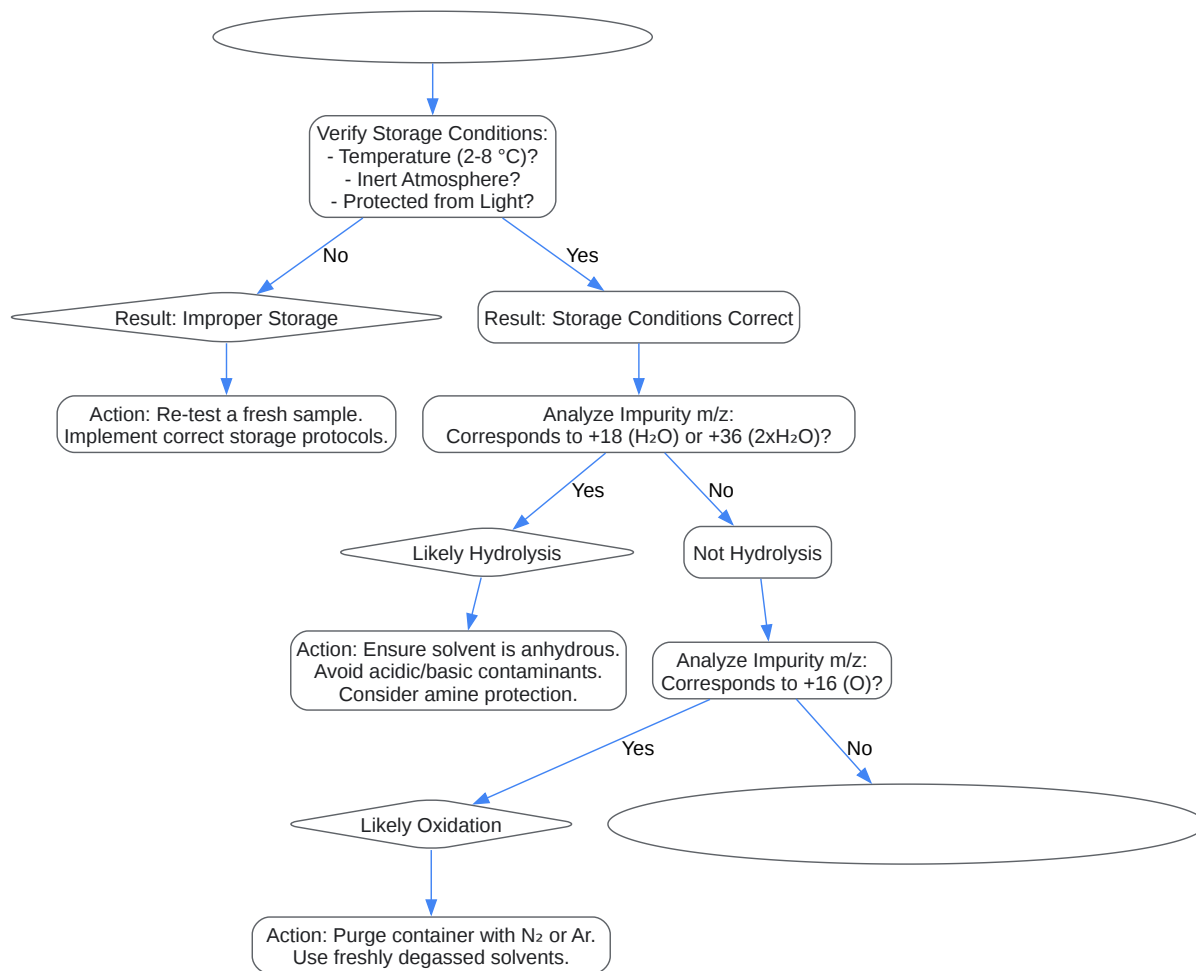 Verify Storage Conditions:
- Temperature (2-8 °C)?
- Inert Atmosphere?
- Protected from Light?
No
Yes
Result: Improper Storage
Result: Storage Conditions Correct
Action: Re-test a fresh sample.
Implement correct storage protocols.
Analyze Impurity m/z:
Corresponds to +18 (H₂O) or +36 (2xH₂O)?
Yes
No
Likely Hydrolysis
Not Hydrolysis
Action: Ensure solvent is anhydrous.
Avoid acidic/basic contaminants.
Consider amine protection.
Analyze Impurity m/z:
Corresponds to +16 (O)?
Yes
No
Likely Oxidation
Action: Purge container with N₂ or Ar.
Use freshly degassed solvents.